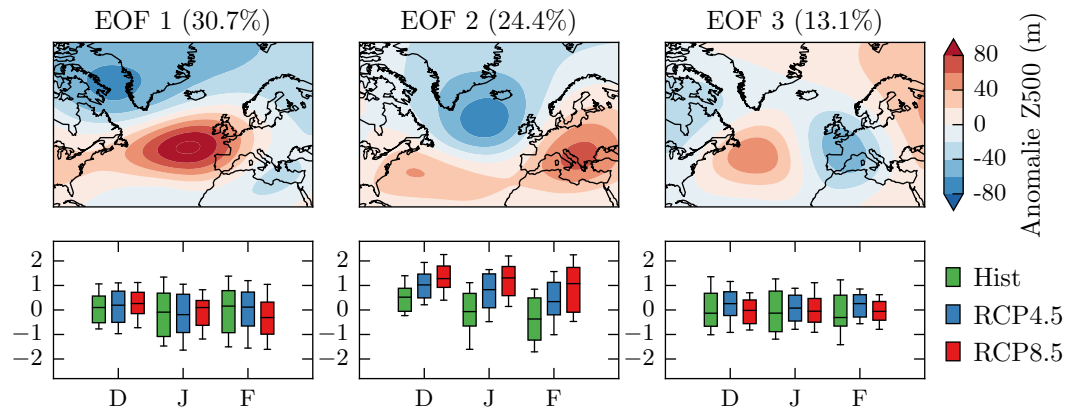 EOF 1 (30.7%)
EOF 2 (24.4%)
EOF 3 (13.1%)
80
40
0
-40
-80
Anomalie Z500 (m)
2
1
0
−1
−2
D
J
F
2
1
0
−1
−2
D
J
F
2
1
0
−1
−2
D
J
F
Hist
RCP4.5
RCP8.5